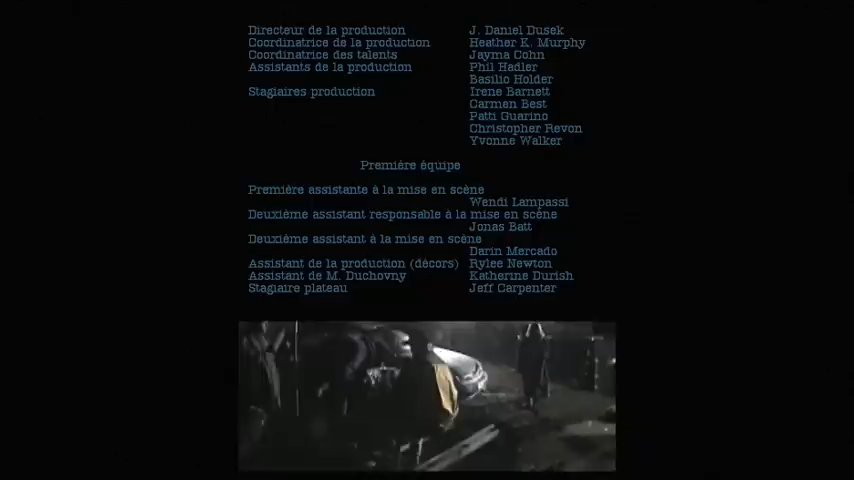 Directeur de la production J. Daniel Dusek
Coordinatrice de la production Heather K. Murphy
Coordinatrice des talents Jayma Cohn
Assistants de la production Phil Hadler
Basilio Holder
Stagiaires production Irene Barnett
Carmen Best
Patti Guarino
Christopher Revon
Yvonne Walker
Première équipe
Première assistante à la mise en scène
Wendi Lampassi
Deuxième assistant responsable à la mise en scène
Jonas Batt
Deuxième assistant à la mise en scène
Darin Mercado
Assistant de la production (décors) Rylee Newton
Assistant de M. Duchovny Katherine Durish
Stagiaire plateau Jeff Carpenter